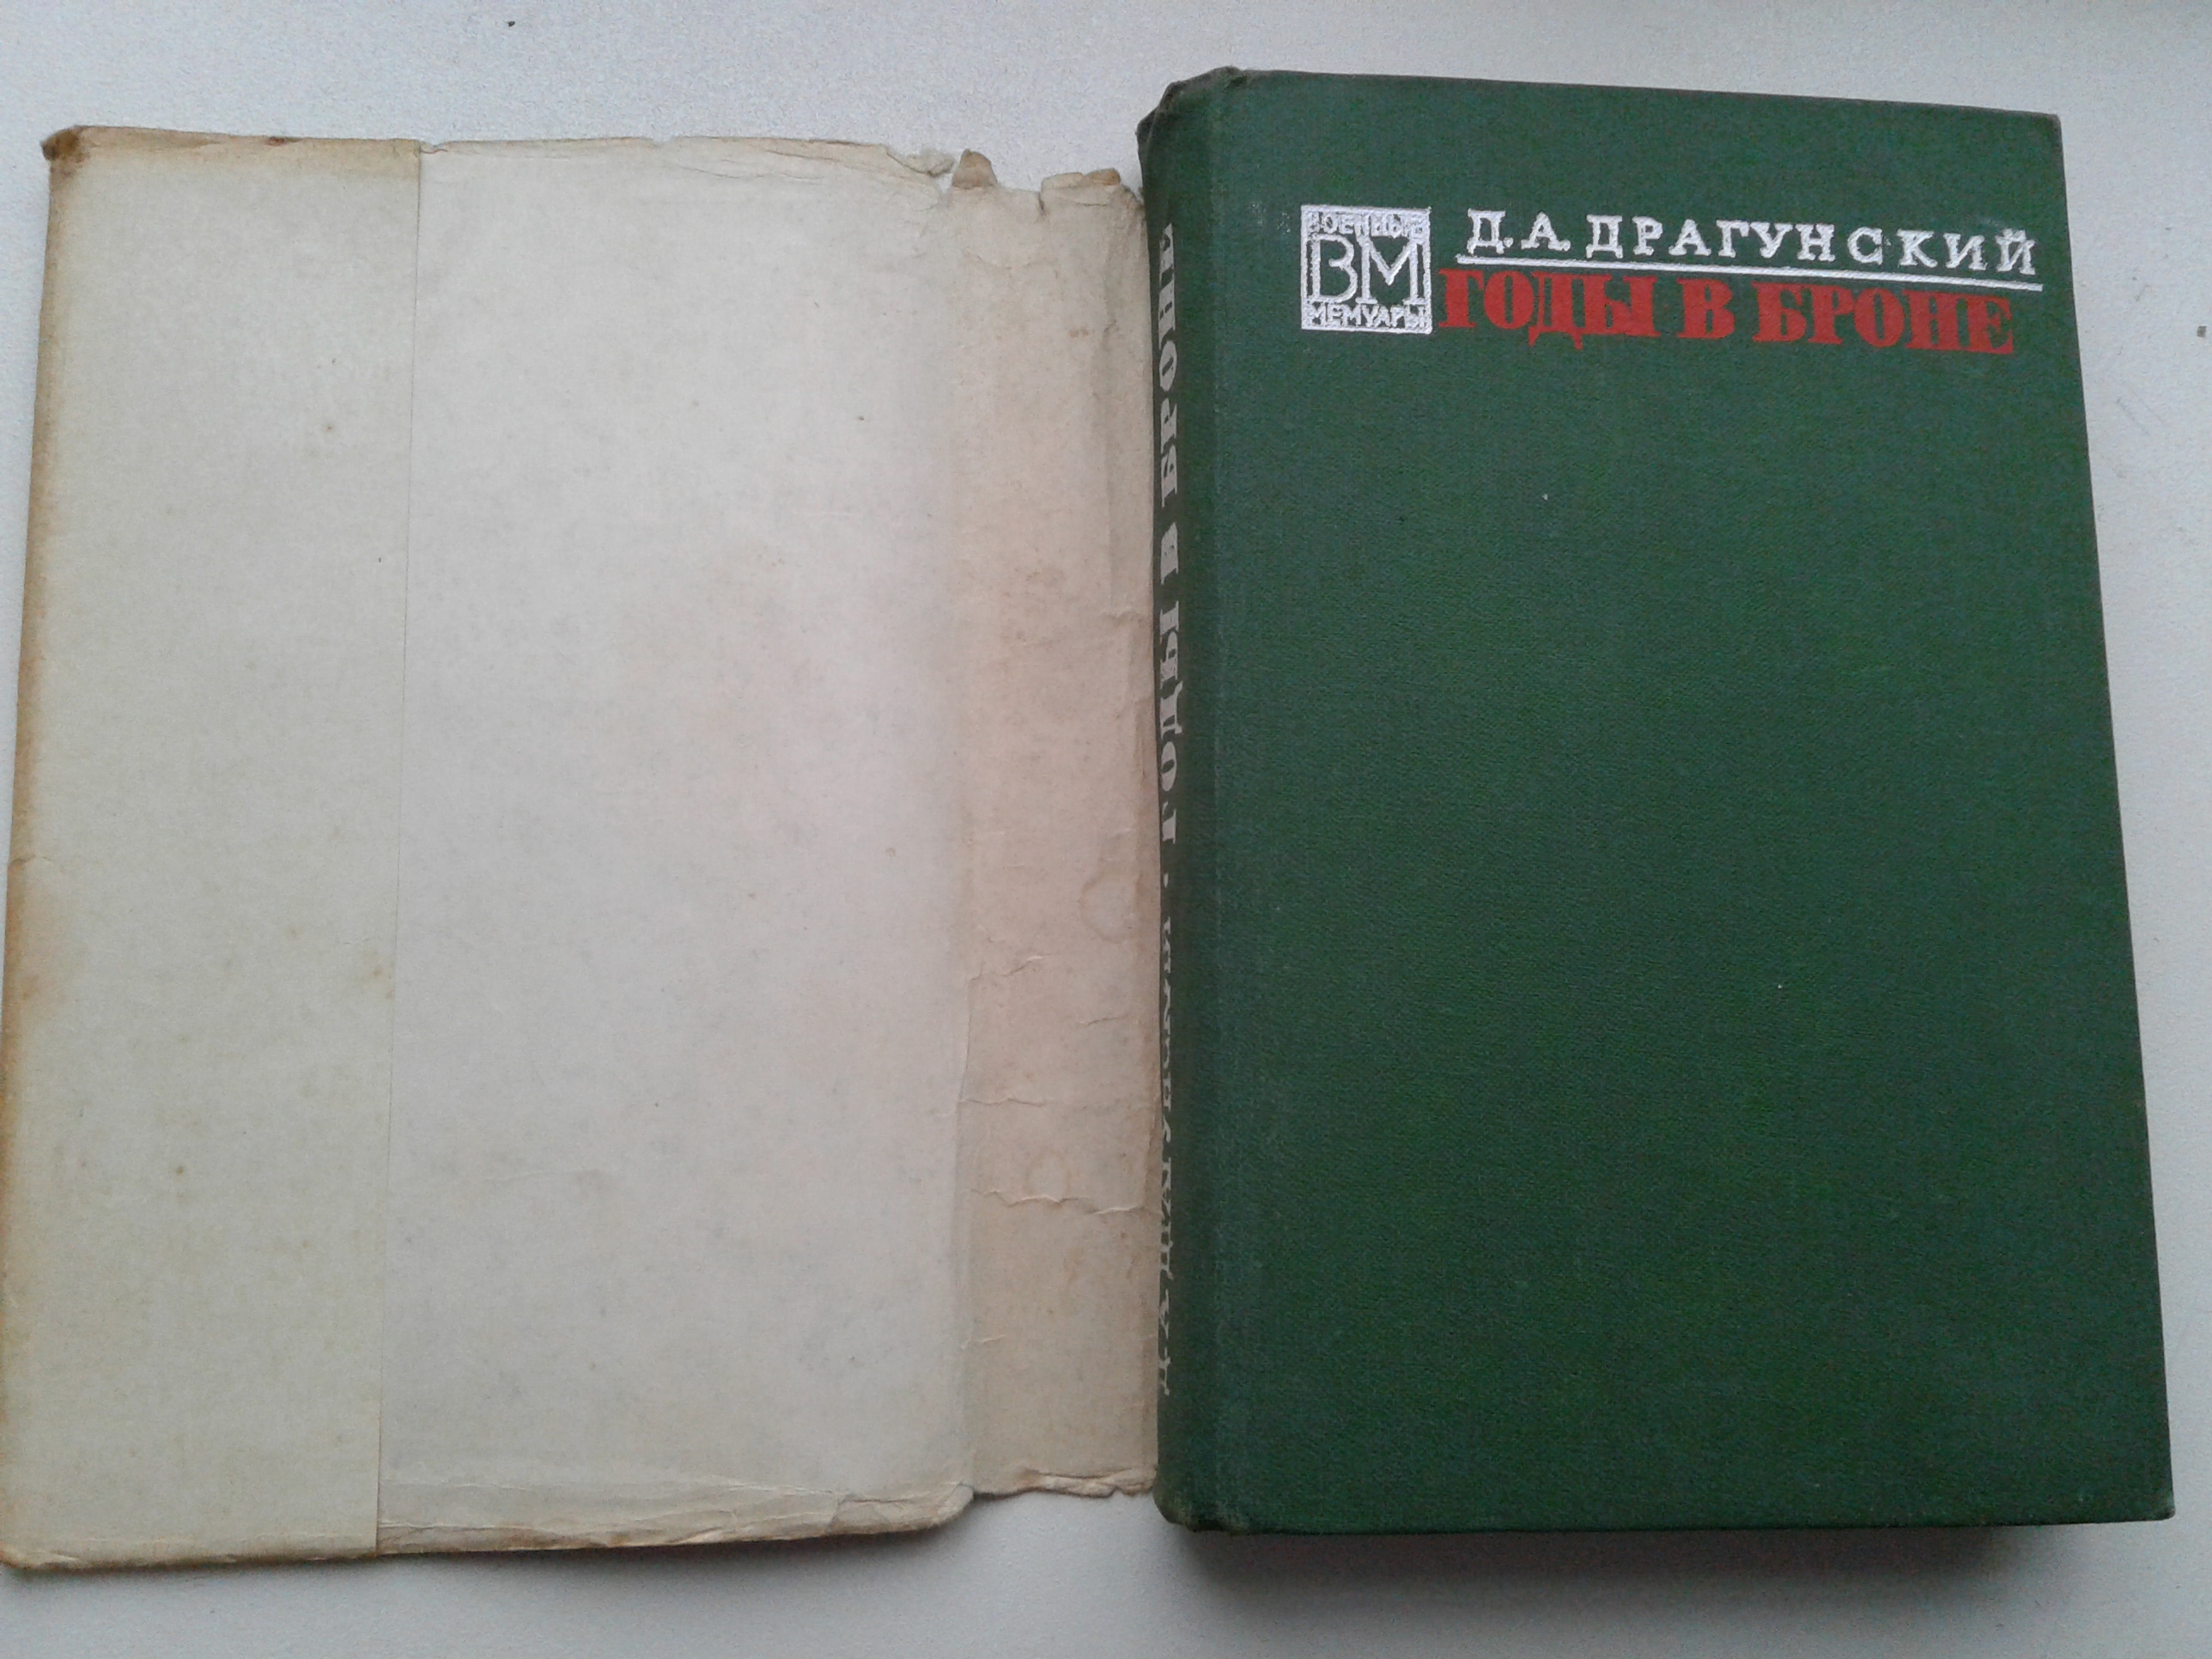 ВОЕННЫЕ
ВМ
МЕМУАРЫ
Д.А.ДРАГУНСКИЙ
ГОДЫ В БРОНЕ
ГОДЫ В БРОНЕ